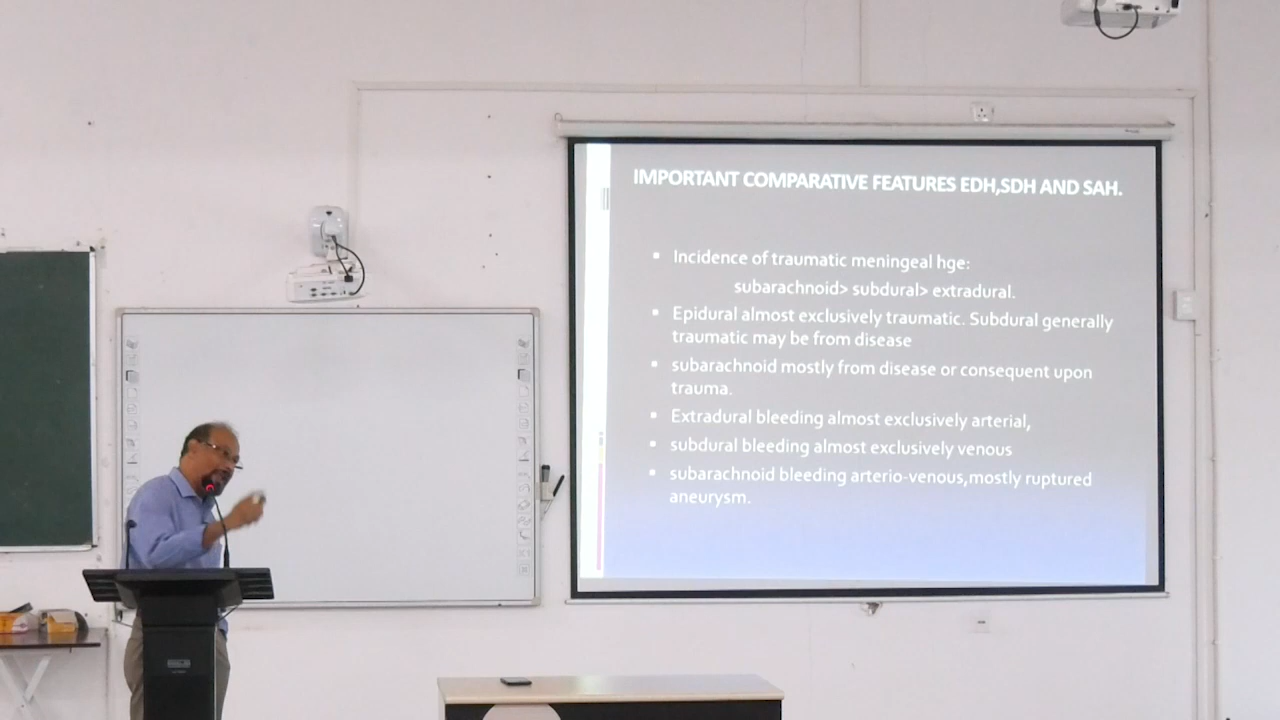 IMPORTANT COMPARATIVE FEATURES EDH,SDH AND SAH.
Incidence of traumatic meningeal hge:
subarachnoid> subdural> extradural.
Epidural almost exclusively traumatic. Subdural generally
traumatic may be from disease
subarachnoid mostly from disease or consequent upon
trauma.
Extradural bleeding almost exclusively arterial,
subdural bleeding almost exclusively venous
subarachnoid bleeding arterio-venous,mostly ruptured
aneurysm.